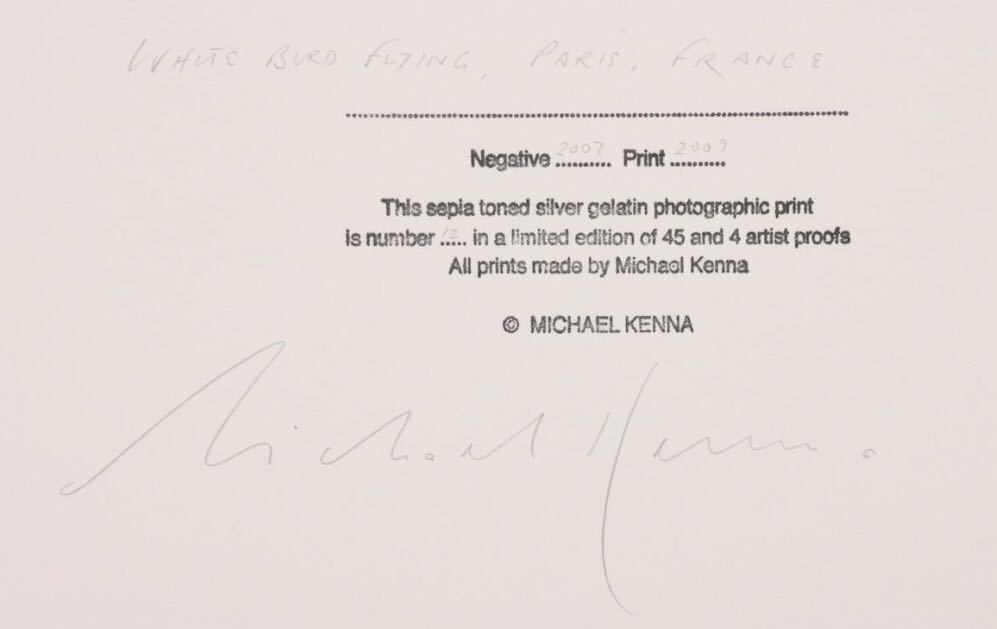 WHITE BIRD FLYING, PARIS, FRANCE
Negative 2007 Print 2009
This sepia toned silver gelatin photographic print
is number 12 in a limited edition of 45 and 4 artist proofs
All prints made by Michael Kenna
© MICHAEL KENNA
Michael Kenna.